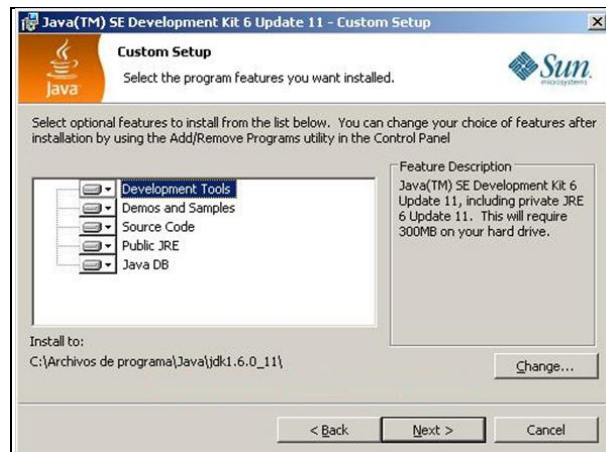 Java(TM) SE Development Kit 6 Update 11 - Custom Setup
Java
Custom Setup
Select the program features you want installed.
Sun
microsystems
Select optional features to install from the list below. You can change your choice of features after
installation by using the Add/Remove Programs utility in the Control Panel
Development Tools
Demos and Samples
Source Code
Public JRE
Java DB
Feature Description
Java(TM) SE Development Kit 6
Update 11, including private JRE
6 Update 11. This will require
300MB on your hard drive.
Install to:
C:\Archivos de programa\Java\jdk1.6.0_11\
Change...
< Back
Next >
Cancel